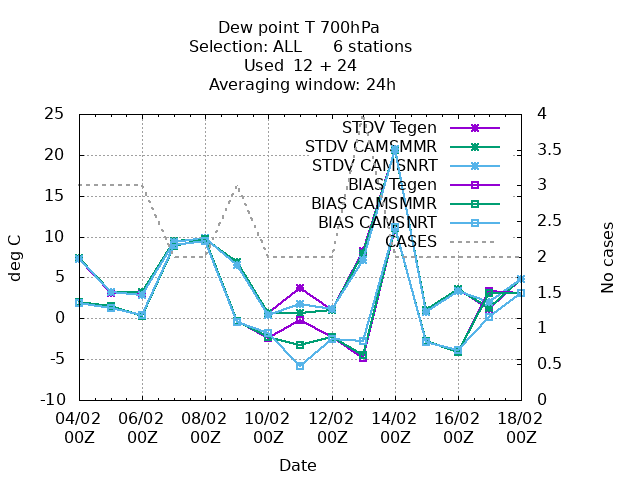 Dew point T 700hPa
Selection: ALL 6 stations
Used 12 + 24
Averaging window: 24h
deg C
25
20
15
10
5
0
-5
-10
STDV Tegen
STDV CAMSMMR
STDV CAMSNRT
BIAS Tegen
BIAS CAMSMMR
BIAS CAMSNRT
CASES
4
3.5
3
2.5
2
1.5
1
0.5
0
No cases
04/02 06/02 08/02 10/02 12/02 14/02 16/02 18/02
00Z 00Z 00Z 00Z 00Z 00Z 00Z 00Z
Date